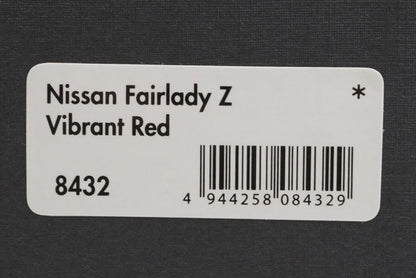 Nissan Fairlady Z *
Vibrant Red
8432
4 944258 084329